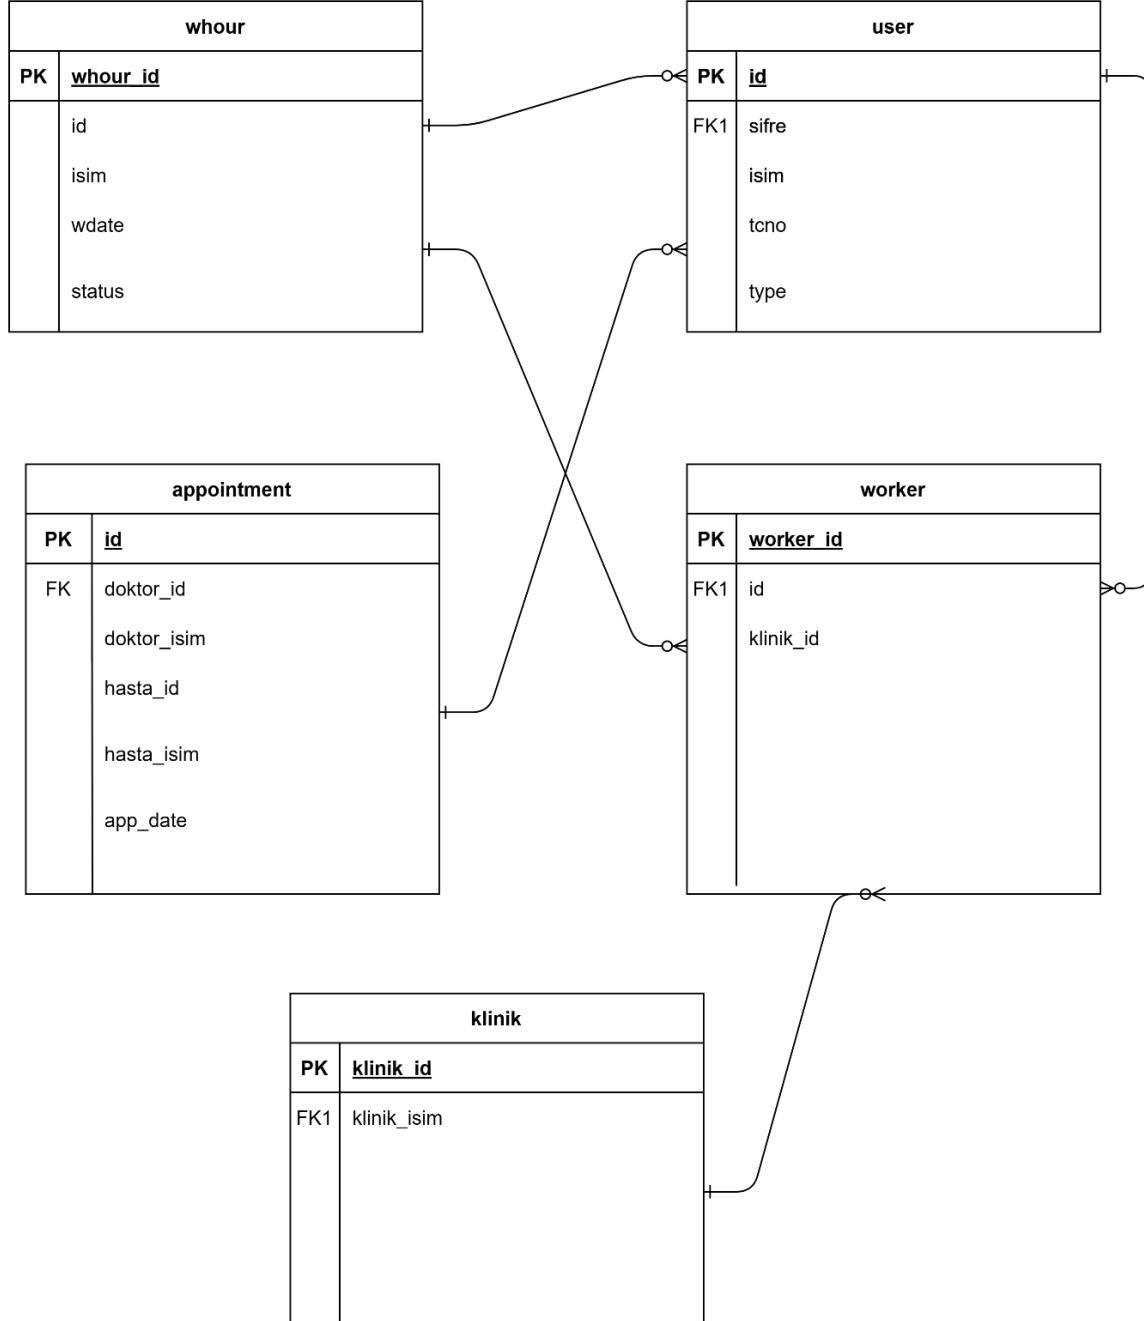 whour
PK whour_id
id
isim
wdate
status
user
PK id
FK1 sifre
isim
tcno
type
appointment
PK id
FK doktor_id
doktor_isim
hasta_id
hasta_isim
app_date
worker
PK worker_id
FK1 id
klinik_id
klinik
PK klinik_id
FK1 klinik_isim